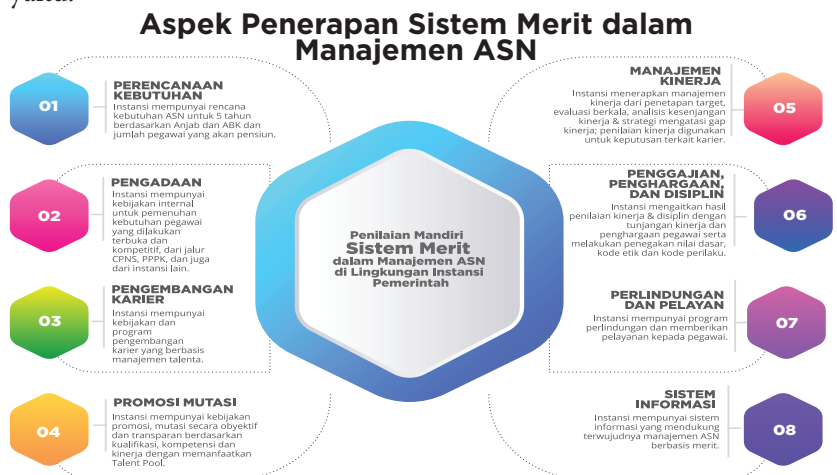 Aspek Penerapan Sistem Merit dalam
Manajemen ASN
01
PERENCANAAN
KEBUTUHAN
Instansi mempunyai rencana
kebutuhan ASN untuk 5 tahun
berdasarkan Anjab dan ABK dan
jumlah pegawai yang akan pensiun.
02
PENGADAAN
Instansi mempunyai
kebijakan internal
untuk pemenuhan
kebutuhan pegawai
yang dilakukan
terbuka dan
kompetitif, dari jalur
CPNS, PPPK, dan juga
dari instansi lain.
03
PENGEMBANGAN
KARIER
Instansi mempunyai
kebijakan dan
program
pengembangan
karier yang berbasis
manajemen talenta.
04
PROMOSI MUTASI
Instansi mempunyai kebijakan
promosi, mutasi secara obyektif
dan transparan berdasarkan
kualifikasi, kompetensi dan
kinerja dengan memanfaatkan
Talent Pool.
Penilaian Mandiri
Sistem Merit
dalam Manajemen ASN
di Lingkungan Instansi
Pemerintah
MANAJEMEN
KINERJA
Instansi menerapkan manajemen
kinerja dari penetapan target,
evaluasi berkala, analisis kesenjangan
kinerja & strategi mengatasi gap
kinerja; penilaian kinerja digunakan
untuk keputusan terkait karier.
05
PENGGAJIAN,
PENGHARGAAN,
DAN DISIPLIN
Instansi mengaitkan hasil
penilaian kinerja & disiplin dengan
tunjangan kinerja dan
penghargaan pegawai serta
melakukan penegakan nilai dasar,
kode etik dan kode perilaku.
06
PERLINDUNGAN
DAN PELAYAN
Instansi mempunyai program
perlindungan dan memberikan
pelayanan kepada pegawai.
07
SISTEM
INFORMASI
Instansi mempunyai sistem
informasi yang mendukung
terwujudnya manajemen ASN
berbasis merit.
08